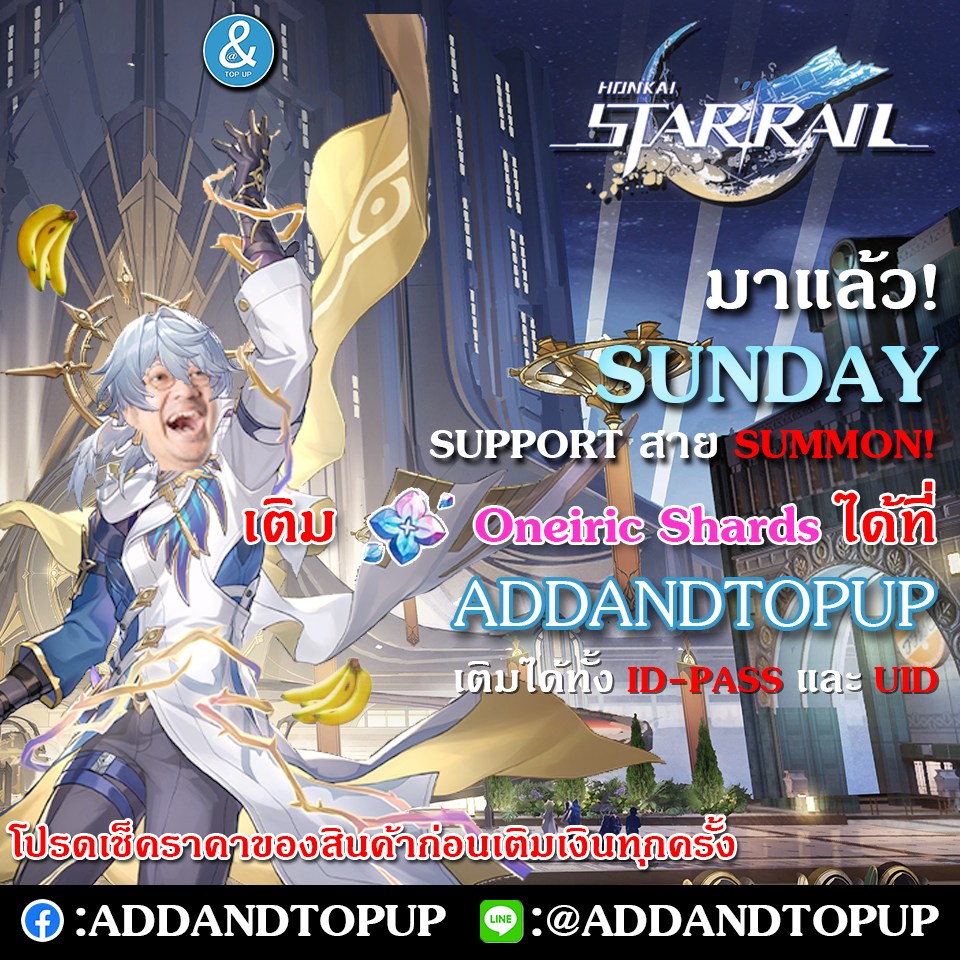 &
@
TOP UP
HONKAI
STAR RAIL
มาแล้ว!
SUNDAY
SUPPORT สาย SUMMON!
เติม Oneiric Shards ได้ที่
ADDANDTOPUP
เติมได้ทั้ง ID-PASS และ UID
โปรดเช็คราคาของสินค้าก่อนเติมเงินทุกครั้ง
f :ADDANDTOPUP LINE :@ADDANDTOPUP